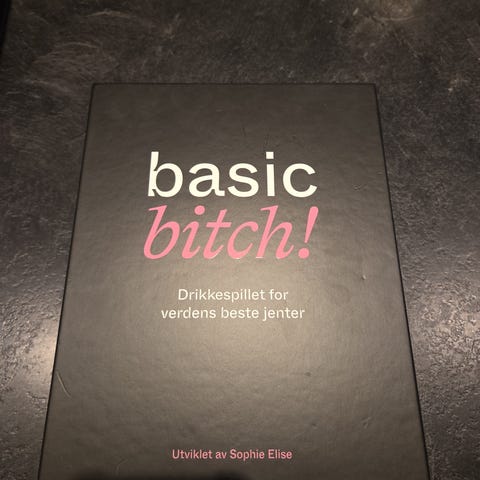 basic
bitch!
Drikkespillet for
verdens beste jenter
Utviklet av Sophie Elise